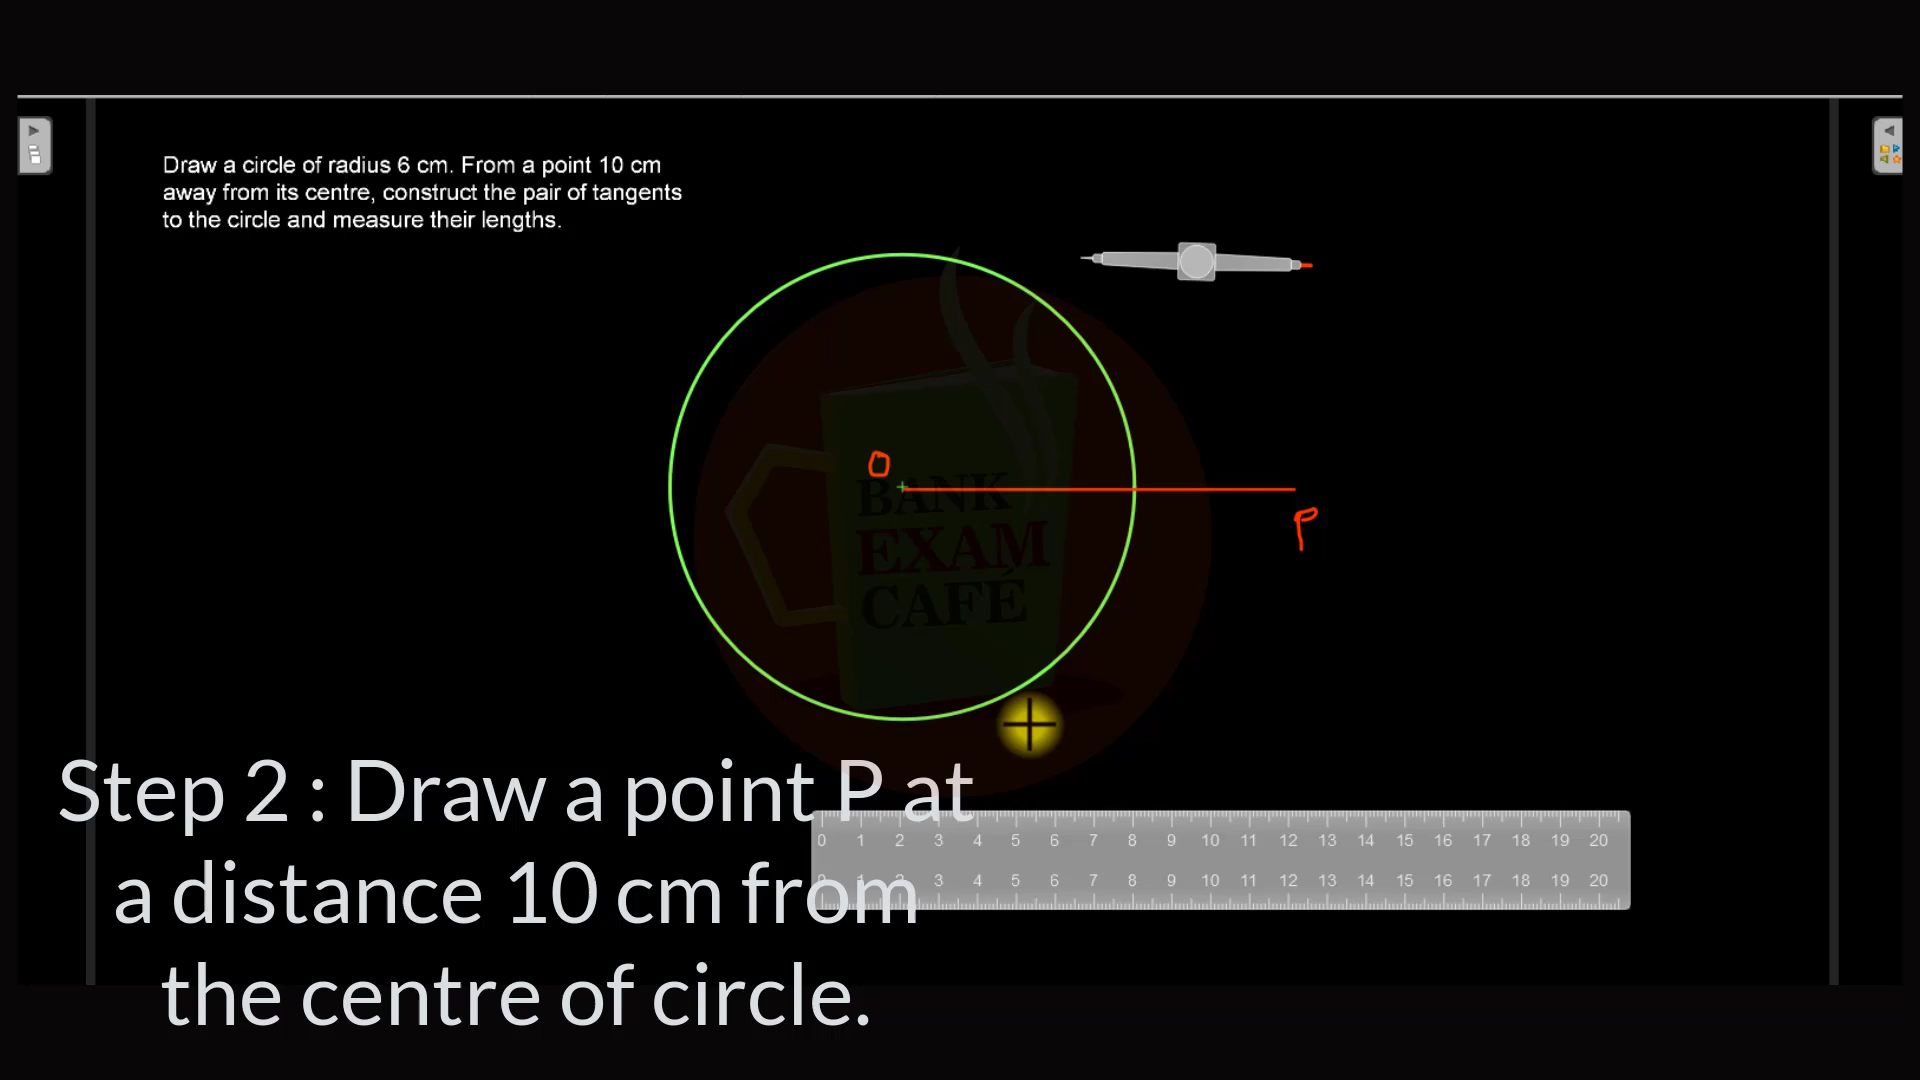 Draw a circle of radius 6 cm. From a point 10 cm
away from its centre, construct the pair of tangents
to the circle and measure their lengths.
O
BANK
EXAM
CAFÉ
P
Step 2 : Draw a point P at
a distance 10 cm from
the centre of circle.
0 1 2 3 4 5 6 7 8 9 10 11 12 13 14 15 16 17 18 19 20
0 1 2 3 4 5 6 7 8 9 10 11 12 13 14 15 16 17 18 19 20